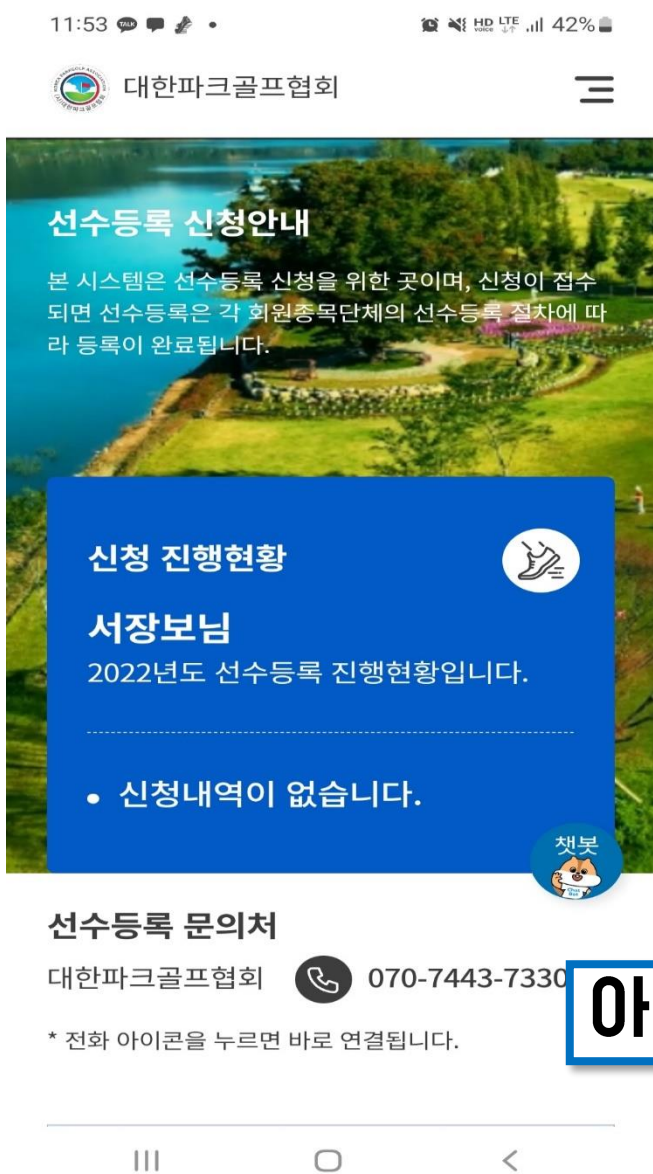 11:53
HD LTE 42%
voice
대한파크골프협회
선수등록 신청안내
본 시스템은 선수등록 신청을 위한 곳이며, 신청이 접수
되면 선수등록은 각 회원종목단체의 선수등록 절차에 따
라 등록이 완료됩니다.
신청 진행현황
서장보님
2022년도 선수등록 진행현황입니다.
• 신청내역이 없습니다.
챗봇
선수등록 문의처
대한파크골프협회 070-7443-7330
* 전화 아이콘을 누르면 바로 연결됩니다.